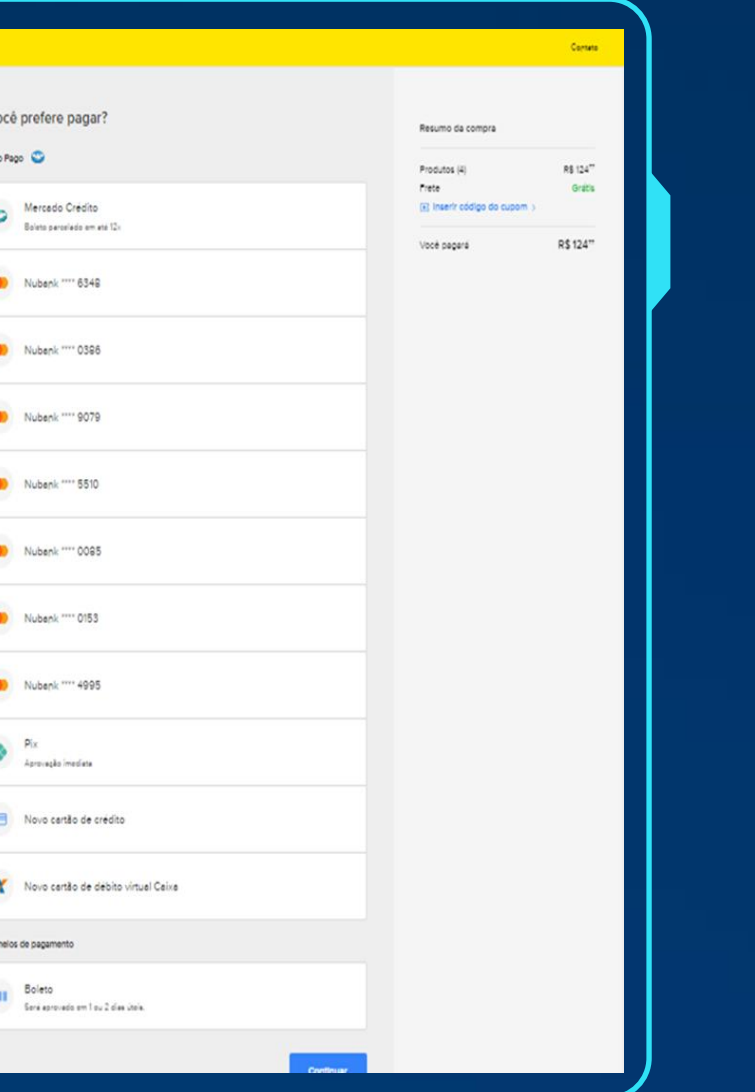 Contato
ocê prefere pagar?
o Pago
Mercado Crédito
Boleto parcelado em até 12x
Nubank **** 6348
Nubank **** 0396
Nubank **** 9079
Nubank **** 5510
Nubank **** 0085
Nubank **** 0153
Nubank **** 4995
Pix
Aprovação imediata
Novo cartão de crédito
Novo cartão de débito virtual Caixa
meios de pagamento
Boleto
Será aprovado em 1 ou 2 dias úteis.
Continuar
Resumo da compra
Produtos (4) R$ 124
Frete Grátis
Inserir código do cupom
Você pagará R$ 124